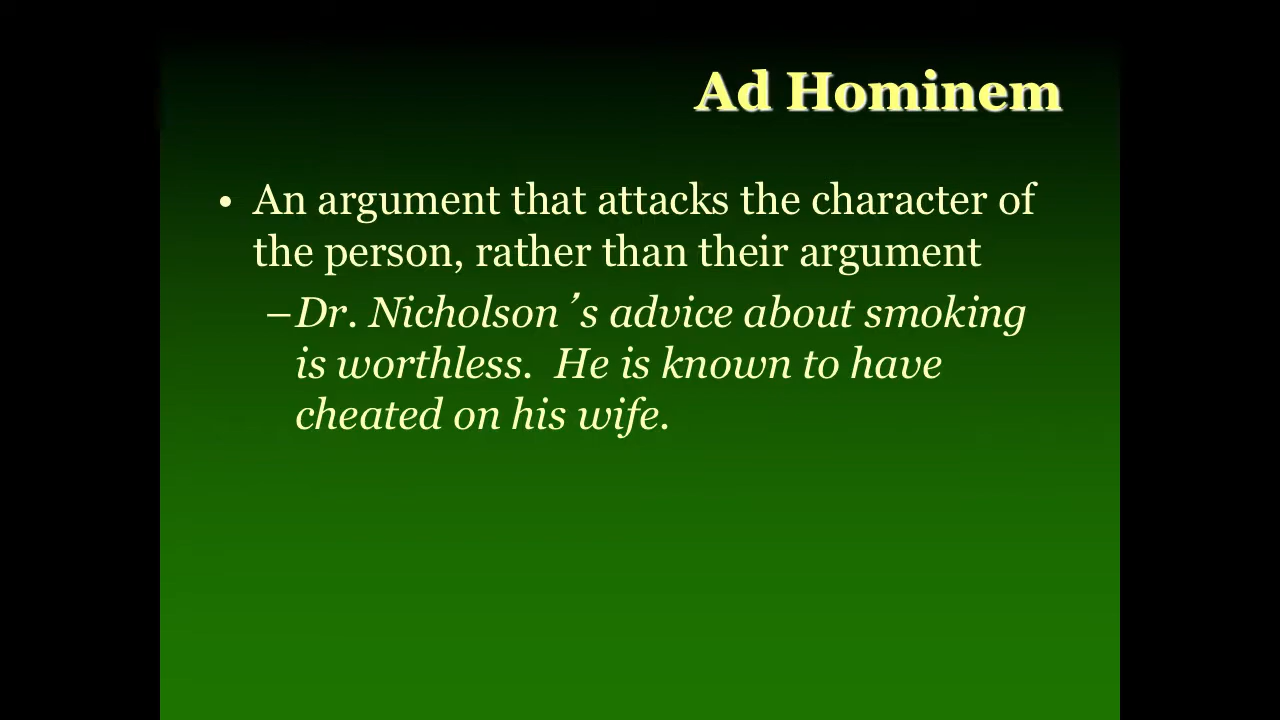 Ad Hominem
• An argument that attacks the character of
the person, rather than their argument
–Dr. Nicholson’s advice about smoking
is worthless.  He is known to have
cheated on his wife.